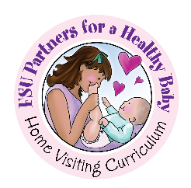 FSU Partners for a Healthy Baby
Home Visiting Curriculum